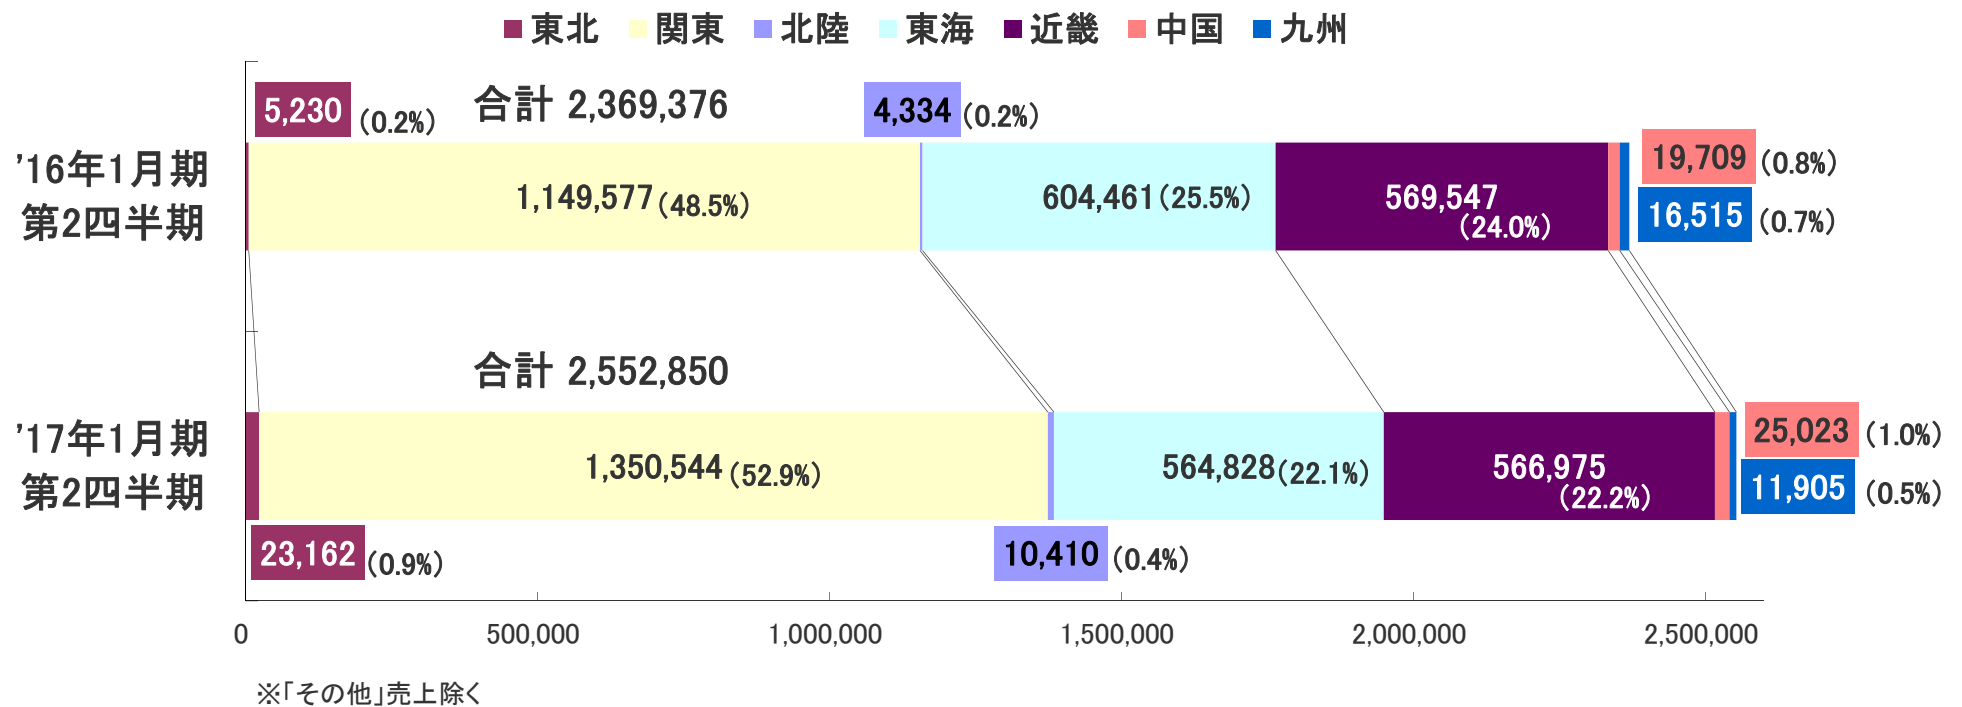 東北 関東 北陸 東海 近畿 中国 九州
5,230 (0.2%) 合計 2,369,376 4,334 (0.2%)
'16年1月期
第2四半期
1,149,577 (48.5%) 604,461 (25.5%) 569,547
(24.0%)
19,709 (0.8%)
16,515 (0.7%)
合計 2,552,850
'17年1月期
第2四半期
1,350,544 (52.9%) 564,828 (22.1%) 566,975
(22.2%)
25,023 (1.0%)
11,905 (0.5%)
23,162 (0.9%) 10,410 (0.4%)
0 500,000 1,000,000 1,500,000 2,000,000 2,500,000
※「その他」売上除く